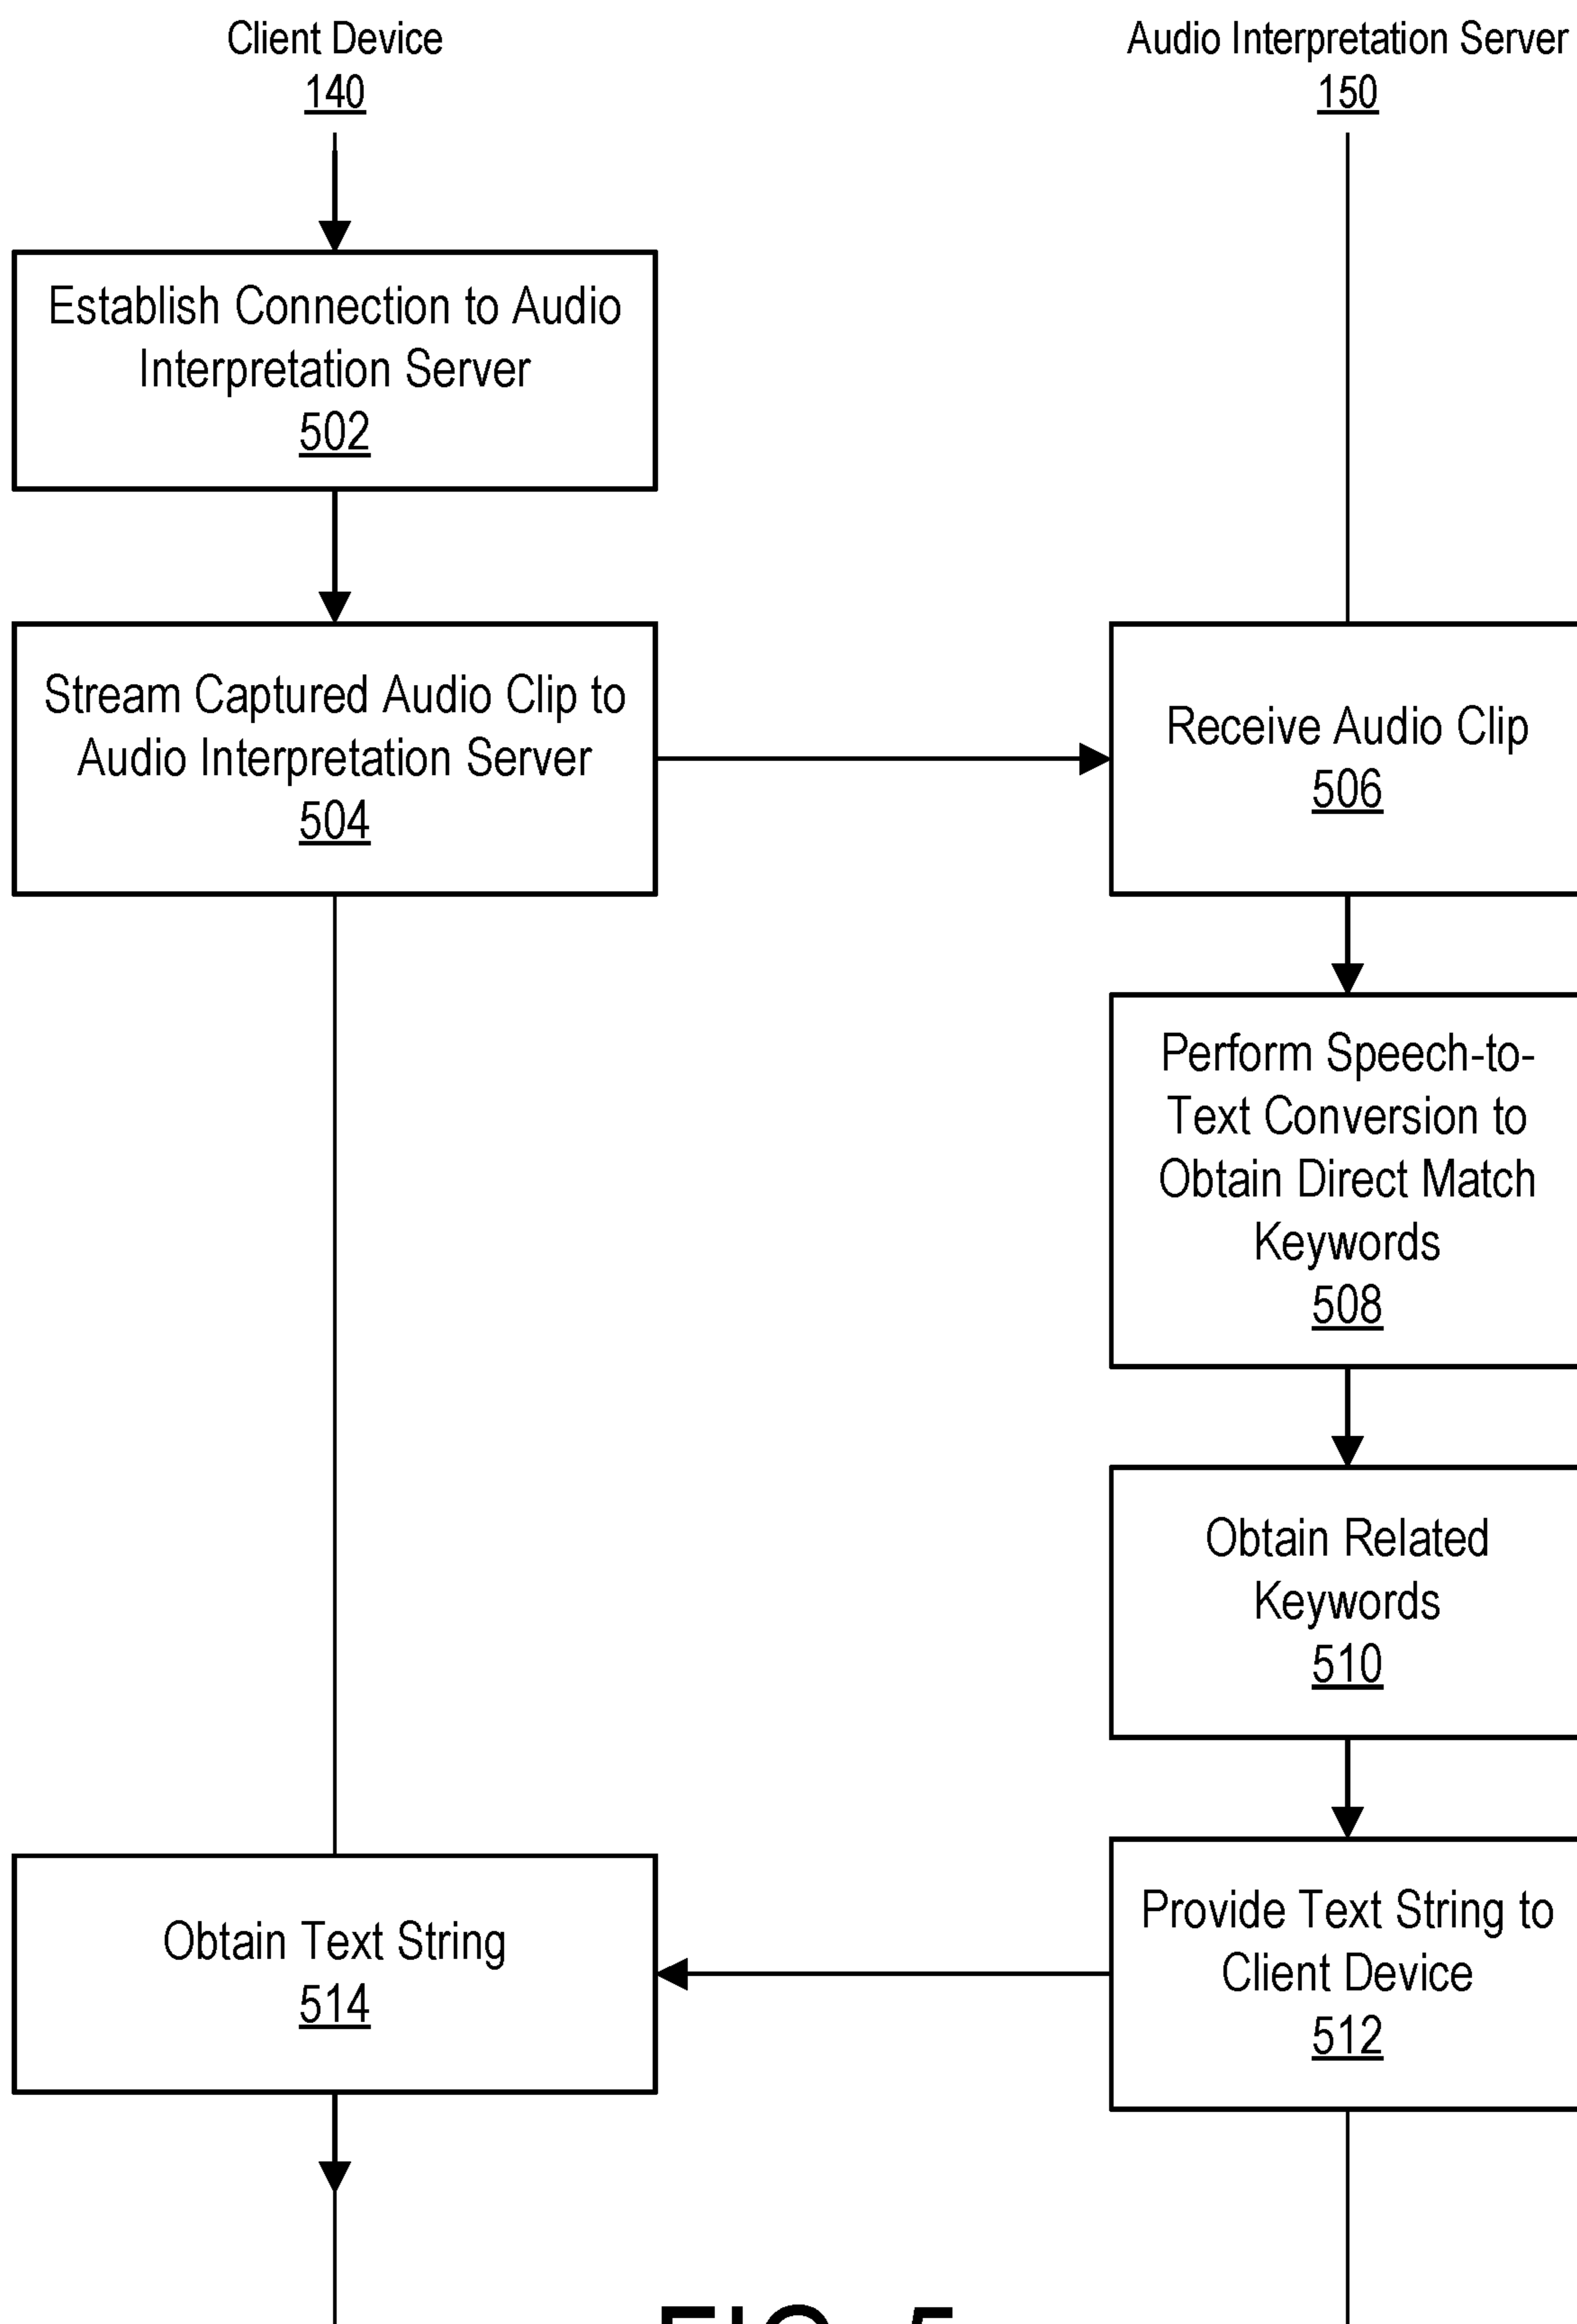 Client Device
140
Audio Interpretation Server
150
Establish Connection to Audio
Interpretation Server
502
Stream Captured Audio Clip to
Audio Interpretation Server
504
Receive Audio Clip
506
Perform Speech-to-
Text Conversion to
Obtain Direct Match
Keywords
508
Obtain Related
Keywords
510
Provide Text String to
Client Device
512
Obtain Text String
514